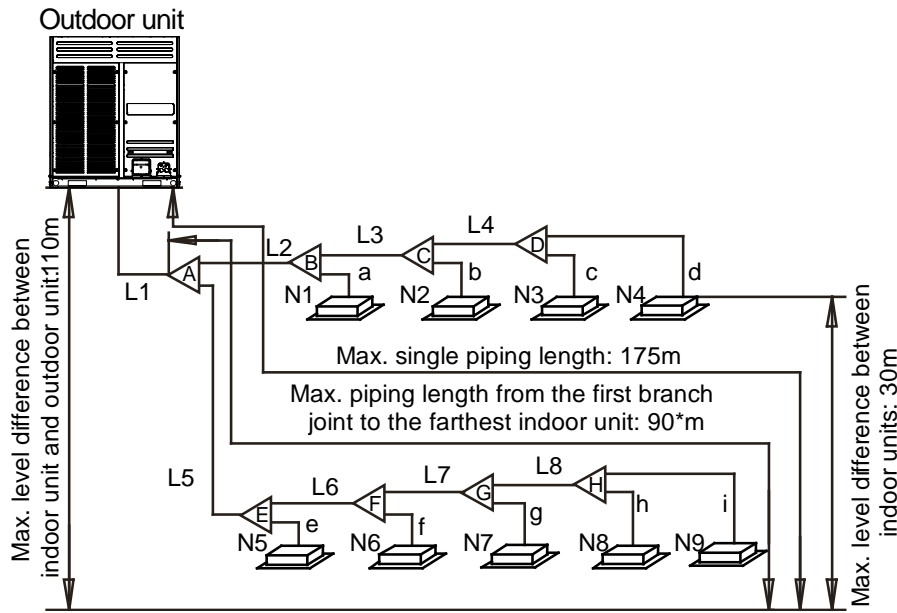 Outdoor unit
Max. level difference between
indoor unit and outdoor unit:110m
L1
A
L2
B
L3
C
L4
D
a
b
c
d
N1
N2
N3
N4
Max. single piping length: 175m
Max. piping length from the first branch
joint to the farthest indoor unit: 90*m
Max. level difference between
indoor units: 30m
L5
E
L6
F
L7
G
L8
H
e
f
g
h
i
N5
N6
N7
N8
N9